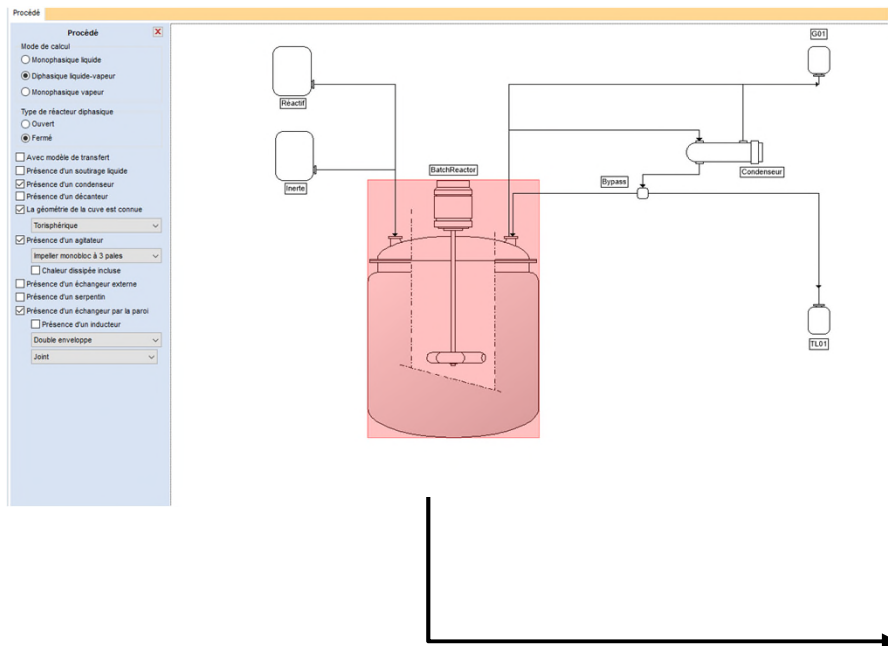 Procédé
Procédé
Mode de calcul
Monophasique liquide
Diphasique liquide-vapeur
Monophasique vapeur
Type de réacteur diphasique
Ouvert
Fermé
Avec modèle de transfert
Présence d'un soutirage liquide
Présence d'un condenseur
Présence d'un décanteur
La géométrie de la cuve est connue
Torisphérique
Présence d'un agitateur
Impeller monobloc à 3 pales
Chaleur dissipée incluse
Présence d'un échangeur externe
Présence d'un serpentin
Présence d'un échangeur par la paroi
Présence d'un inducteur
Double enveloppe
Joint
G01
Réactif
Inerte
BatchReactor
Condenseur
Bypass
TL01